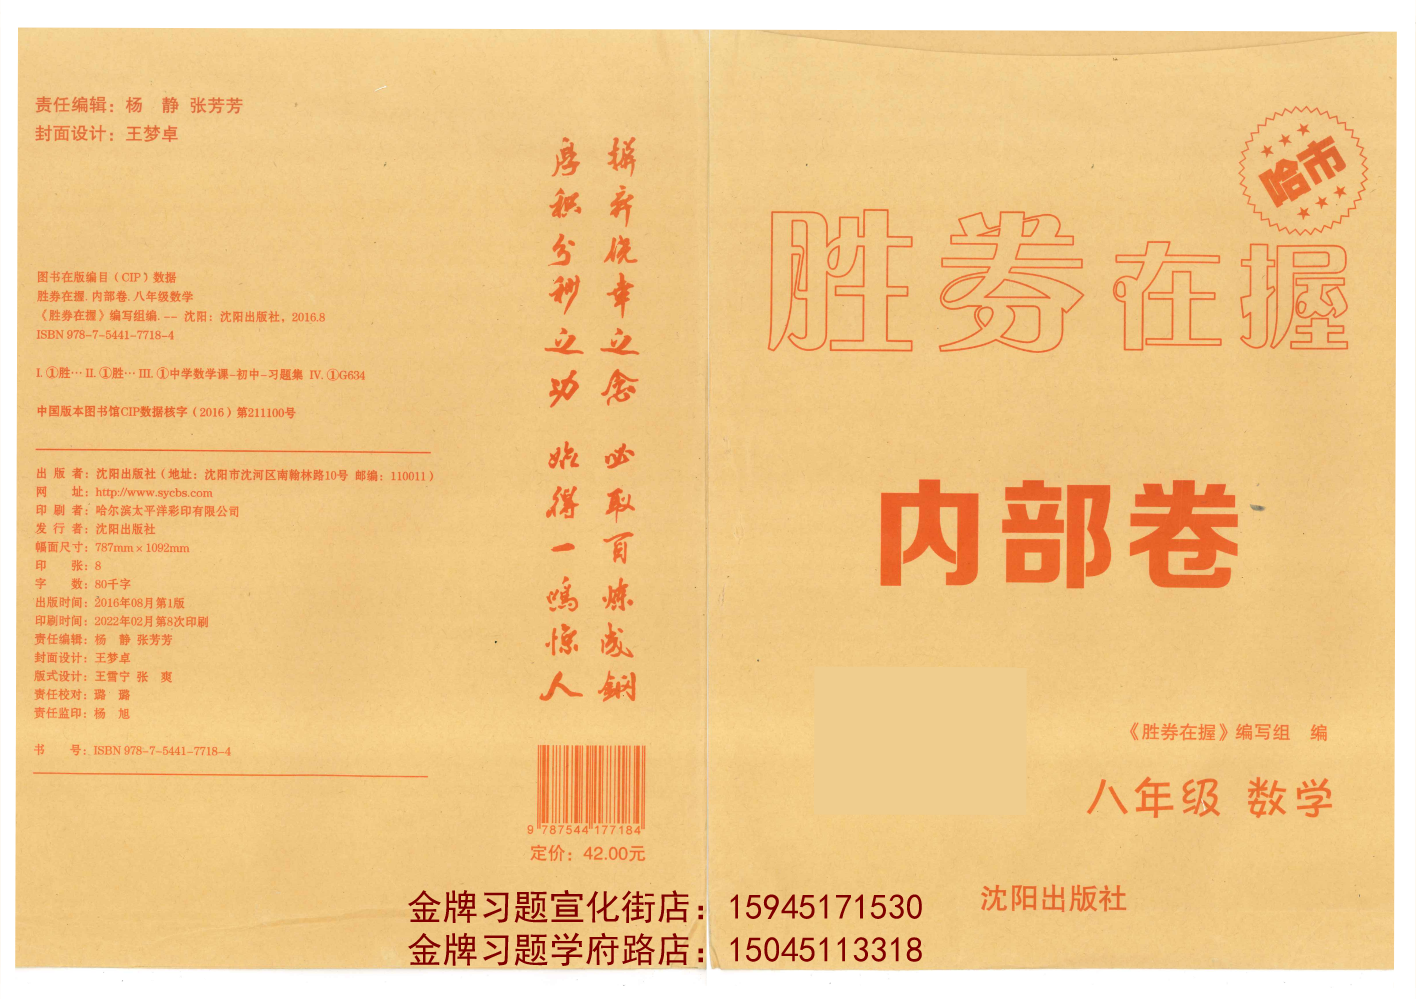 责任编辑：杨　静 张芳芳
封面设计：王梦卓
图书在版编目（CIP）数据
胜券在握. 内部卷. 八年级数学
《胜券在握》编写组编. -- 沈阳：沈阳出版社，2016.8
ISBN 978-7-5441-7718-4
I. ①胜… II. ①胜… III. ①中学数学课-初中-习题集 IV. ①G634
中国版本图书馆CIP数据核字（2016）第211100号
出 版 者：沈阳出版社（地址：沈阳市沈河区南翰林路10号 邮编：110011）
网　　址：http://www.sycbs.com
印 刷 者：哈尔滨太平洋彩印有限公司
发 行 者：沈阳出版社
幅面尺寸：787mm×1092mm
印　　张：8
字　　数：80千字
出版时间：2016年08月第1版
印刷时间：2022年02月第8次印刷
责任编辑：杨　静 张芳芳
封面设计：王梦卓
版式设计：王雪宁 张　爽
责任校对：潞　璐
责任监印：杨　旭
书　　号：ISBN 978-7-5441-7718-4
摒弃侥幸之念 必取百炼成钢
厚积分秒之功 始得一鸣惊人
9 787544 177184
定价：42.00元
哈市
胜券在握
内部卷
《胜券在握》编写组　编
八年级 数学
沈阳出版社
金牌习题宣化街店：15945171530
金牌习题学府路店：15045113318